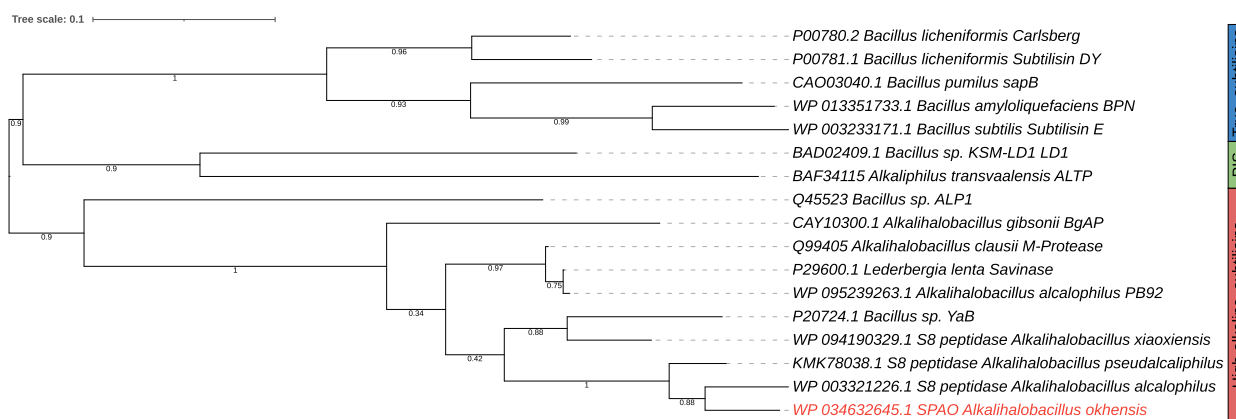 Tree scale: 0.1
P00780.2 Bacillus licheniformis Carlsberg
0.96
P00781.1 Bacillus licheniformis Subtilisin DY
1
CAO03040.1 Bacillus pumilus sapB
0.93
WP 013351733.1 Bacillus amyloliquefaciens BPN
0.99
0.9
WP 003233171.1 Bacillus subtilis Subtilisin E
BAD02409.1 Bacillus sp. KSM-LD1 LD1
0.9
BAF34115 Alkaliphilus transvaalensis ALTP
Q45523 Bacillus sp. ALP1
CAY10300.1 Alkalihalobacillus gibsonii BgAP
0.9
Q99405 Alkalihalobacillus clausii M-Protease
0.97
1
P29600.1 Lederbergia lenta Savinase
0.75
WP 095239263.1 Alkalihalobacillus alcalophilus PB92
0.34
P20724.1 Bacillus sp. YaB
0.88
WP 094190329.1 S8 peptidase Alkalihalobacillus xiaoxiensis
0.42
KMK78038.1 S8 peptidase Alkalihalobacillus pseudalcaliphilus
1
WP 003321226.1 S8 peptidase Alkalihalobacillus alcalophilus
0.88
WP 034632645.1 SPAO Alkalihalobacillus okhensis